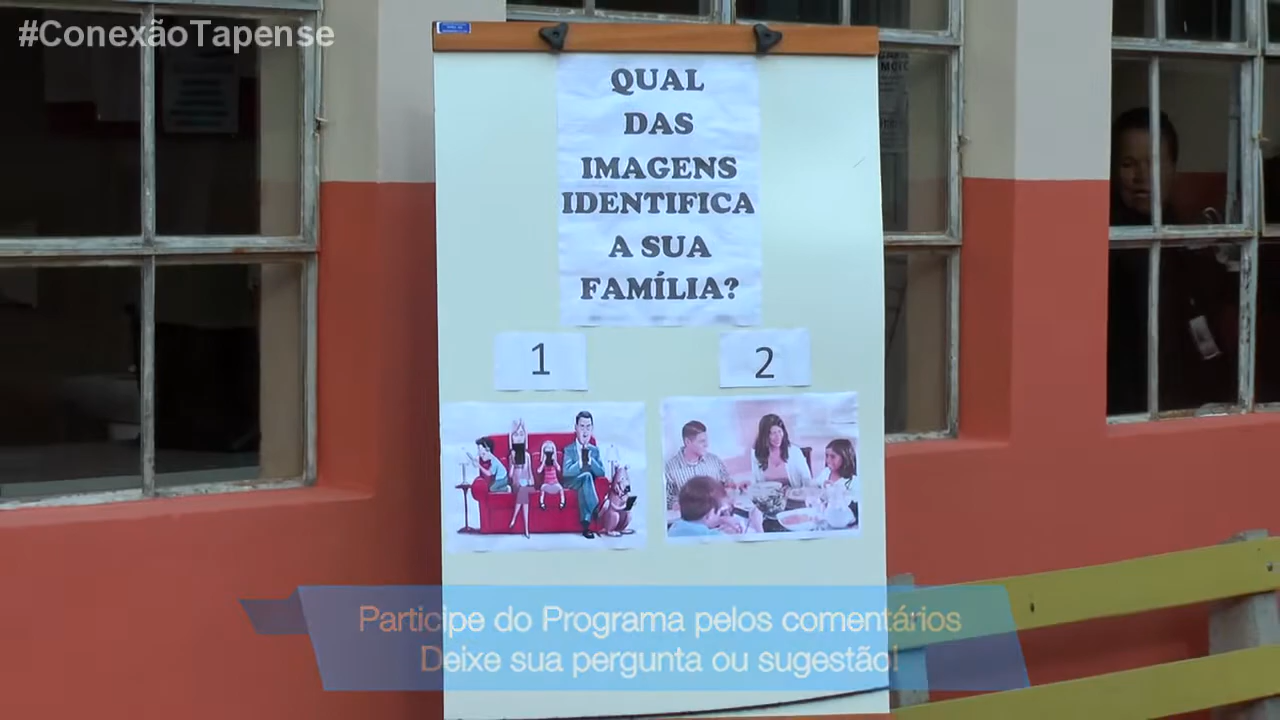 #ConexãoTapense
QUAL
DAS
IMAGENS
IDENTIFICA
A SUA
FAMÍLIA?
1
2
Participe do Programa pelos comentários
Deixe sua pergunta ou sugestão!